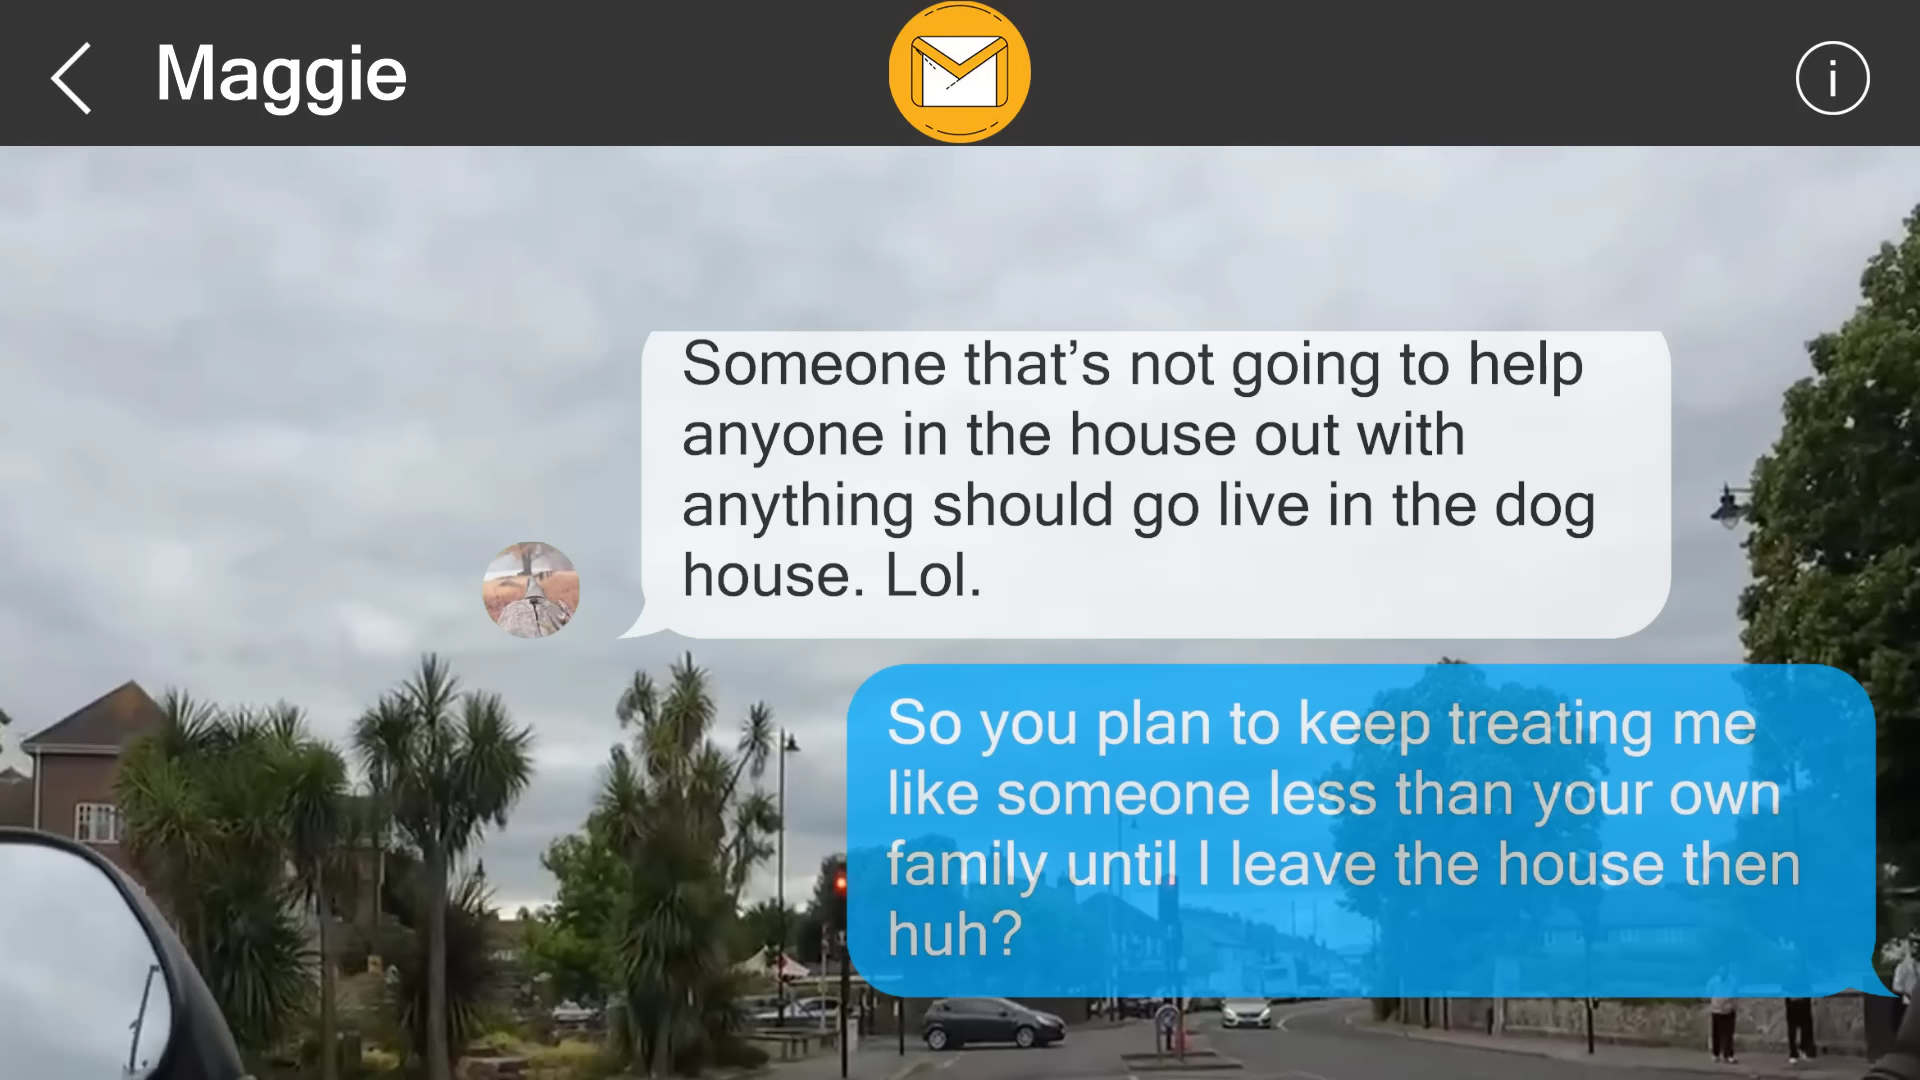 Maggie
i
Someone that’s not going to help
anyone in the house out with
anything should go live in the dog
house. Lol.
So you plan to keep treating me
like someone less than your own
family until I leave the house then
huh?